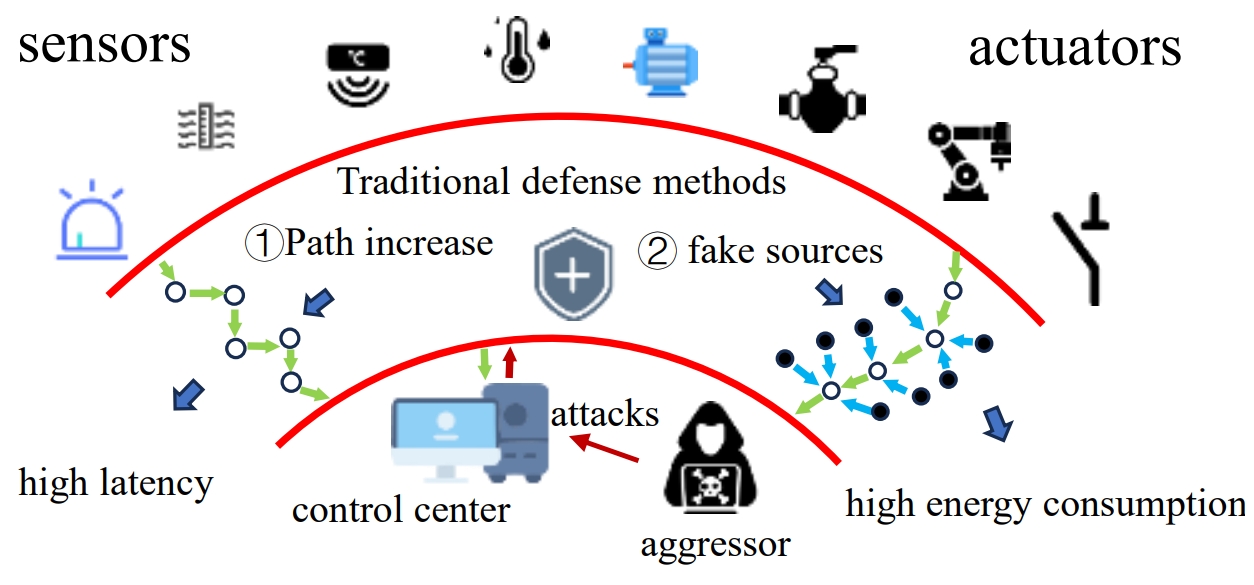 sensors
actuators
℃
Traditional defense methods
①Path increase
② fake sources
attacks
high latency
control center
high energy consumption
aggressor